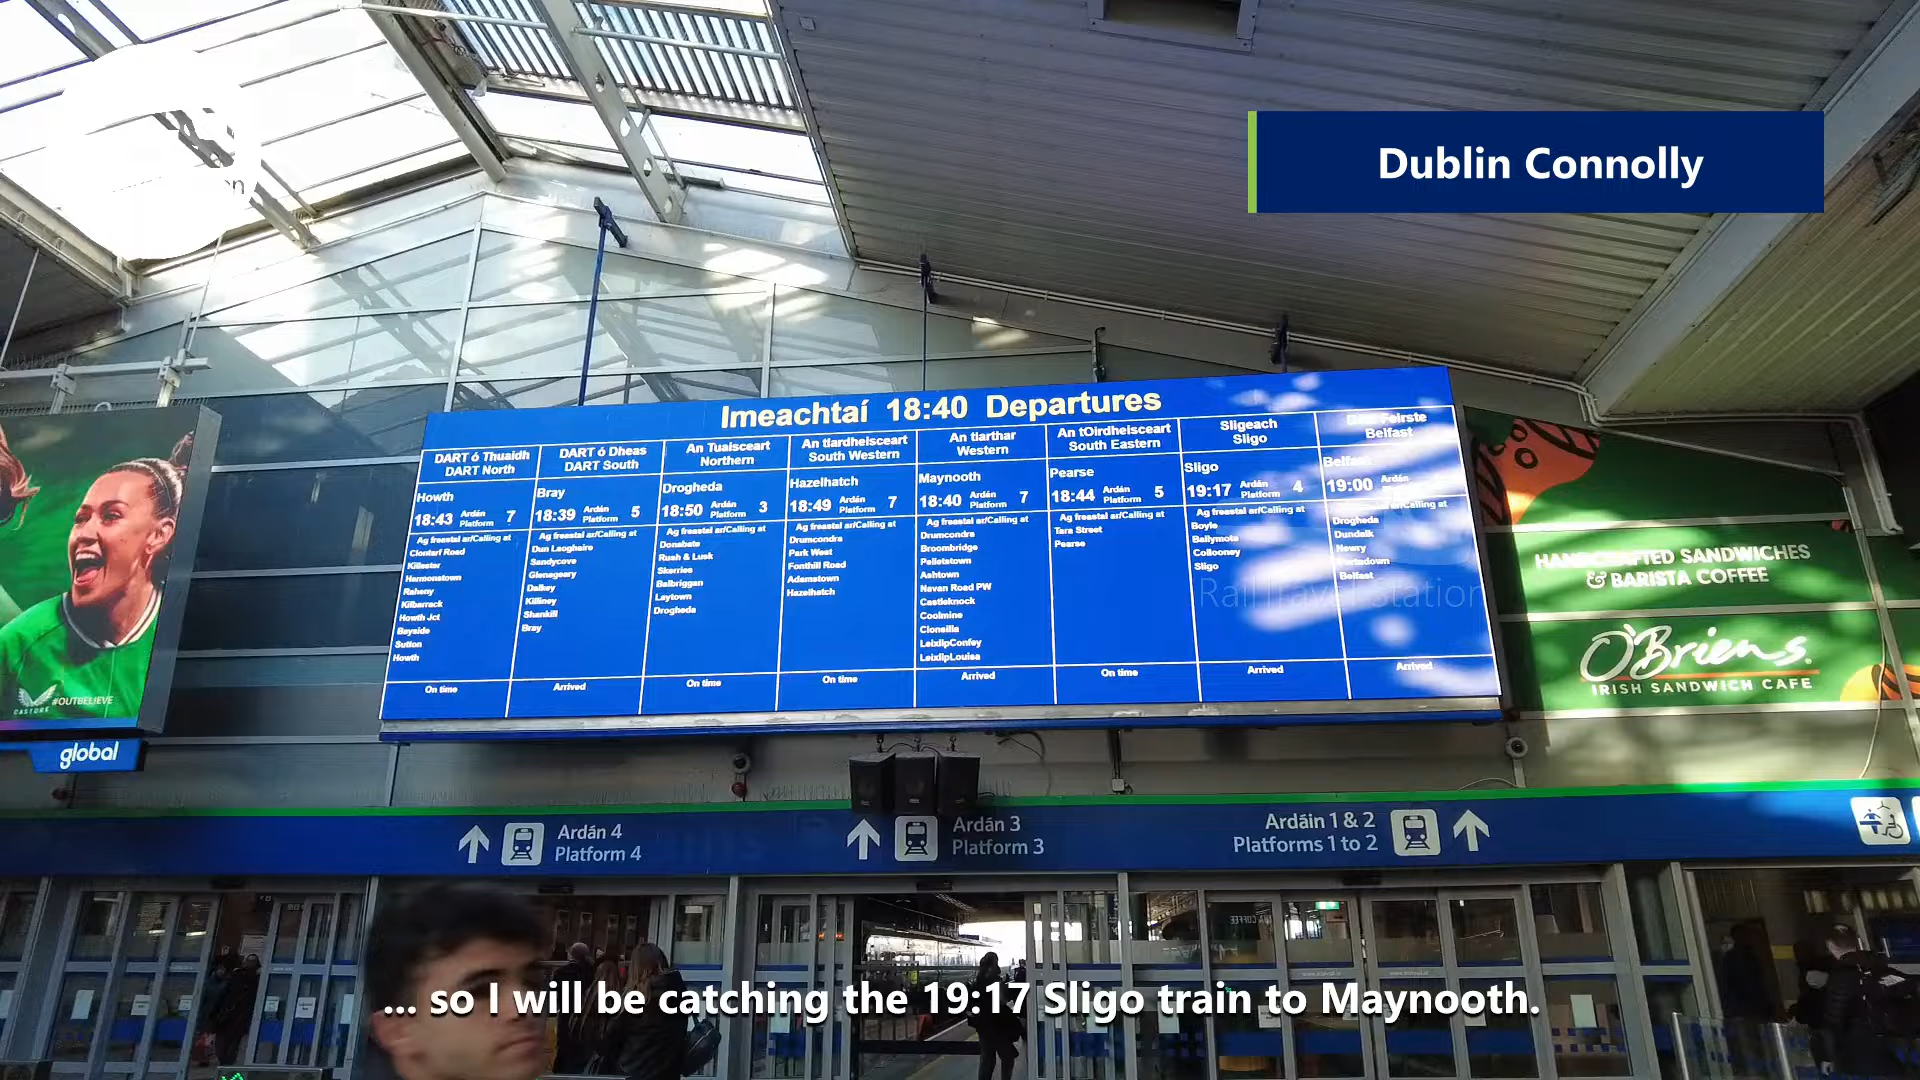 Dublin Connolly
Imeachtaí 18:40 Departures
DART ó Thuaidh
DART North
Howth
18:43 Ardán Platform 7
Ag freastal ar/Calling at
Clontarf Road
Killester
Harmonstown
Raheny
Kilbarrack
Howth Jct
Bayside
Sutton
Howth
On time
DART ó Dheas
DART South
Bray
18:39 Ardán Platform 5
Ag freastal ar/Calling at
Dun Laoghaire
Sandycove
Glenageary
Dalkey
Killiney
Shankill
Bray
Arrived
An Tuaisceart
Northern
Drogheda
18:50 Ardán Platform 3
Ag freastal ar/Calling at
Donabate
Rush & Lusk
Skerries
Balbriggan
Laytown
Drogheda
On time
An tIardheisceart
South Western
Hazelhatch
18:49 Ardán Platform 7
Ag freastal ar/Calling at
Drumcondra
Park West
Fonthill Road
Adamstown
Hazelhatch
On time
An tIarthar
Western
Maynooth
18:40 Ardán Platform 7
Ag freastal ar/Calling at
Drumcondra
Broombridge
Pelletstown
Ashtown
Navan Road PW
Castleknock
Coolmine
Clonsilla
LeixlipConfey
LeixlipLouisa
Arrived
An tOirdheisceart
South Eastern
Pearse
18:44 Ardán Platform 5
Ag freastal ar/Calling at
Tara Street
Pearse
On time
Sligeach
Sligo
Sligo
19:17 Ardán Platform 4
Ag freastal ar/Calling at
Boyle
Ballymote
Collooney
Sligo
Arrived
Feirste
Belfast
Belfast
19:00 Ardán
ar/Calling at
Drogheda
Dundalk
Newry
Portadown
Belfast
Arrived
Rail Travel Station
HANDCRAFTED SANDWICHES
& BARISTA COFFEE
O'Briens
IRISH SANDWICH CAFE
CASTORE #OUTBELIEVE
global
Ardán 4
Platform 4
Ardán 3
Platform 3
Ardáin 1 & 2
Platforms 1 to 2
... so I will be catching the 19:17 Sligo train to Maynooth.